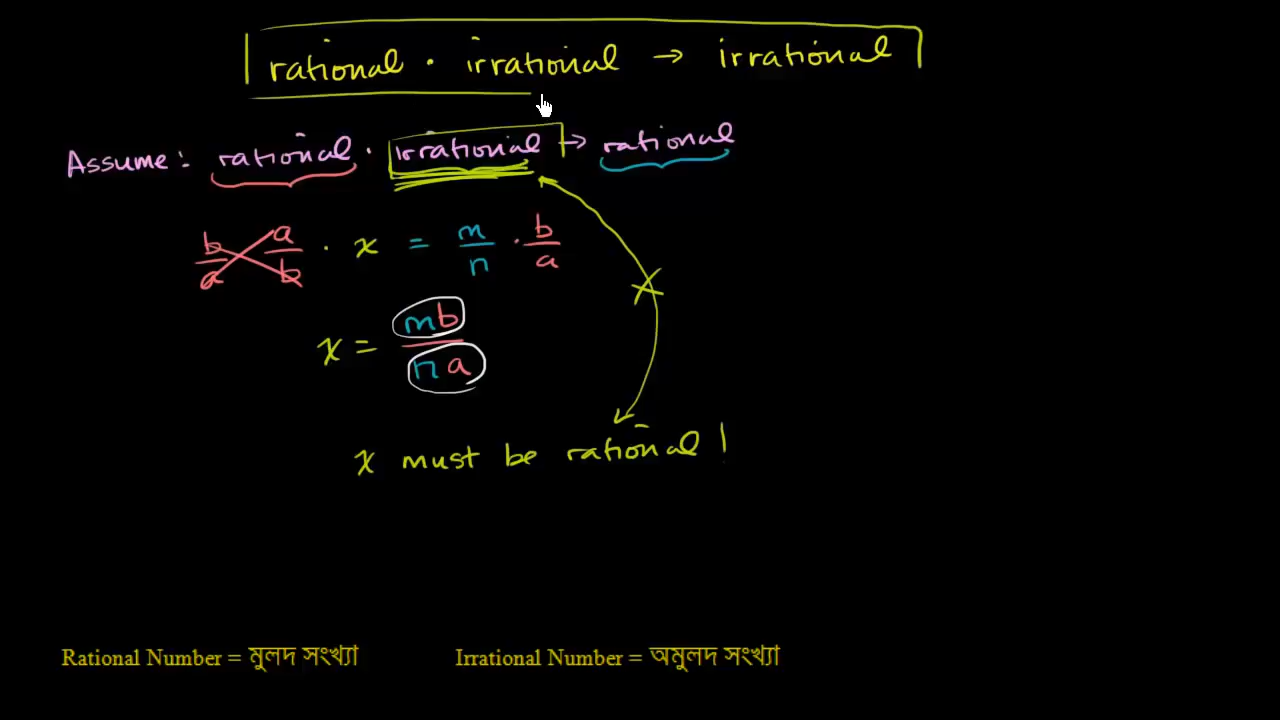 rational · irrational → irrational
Assume: rational · irrational → rational
b/a a/b · x = m/n · b/a
x = mb/na
x must be rational!
Rational Number = মুলদ সংখ্যা Irrational Number = অমুলদ সংখ্যা